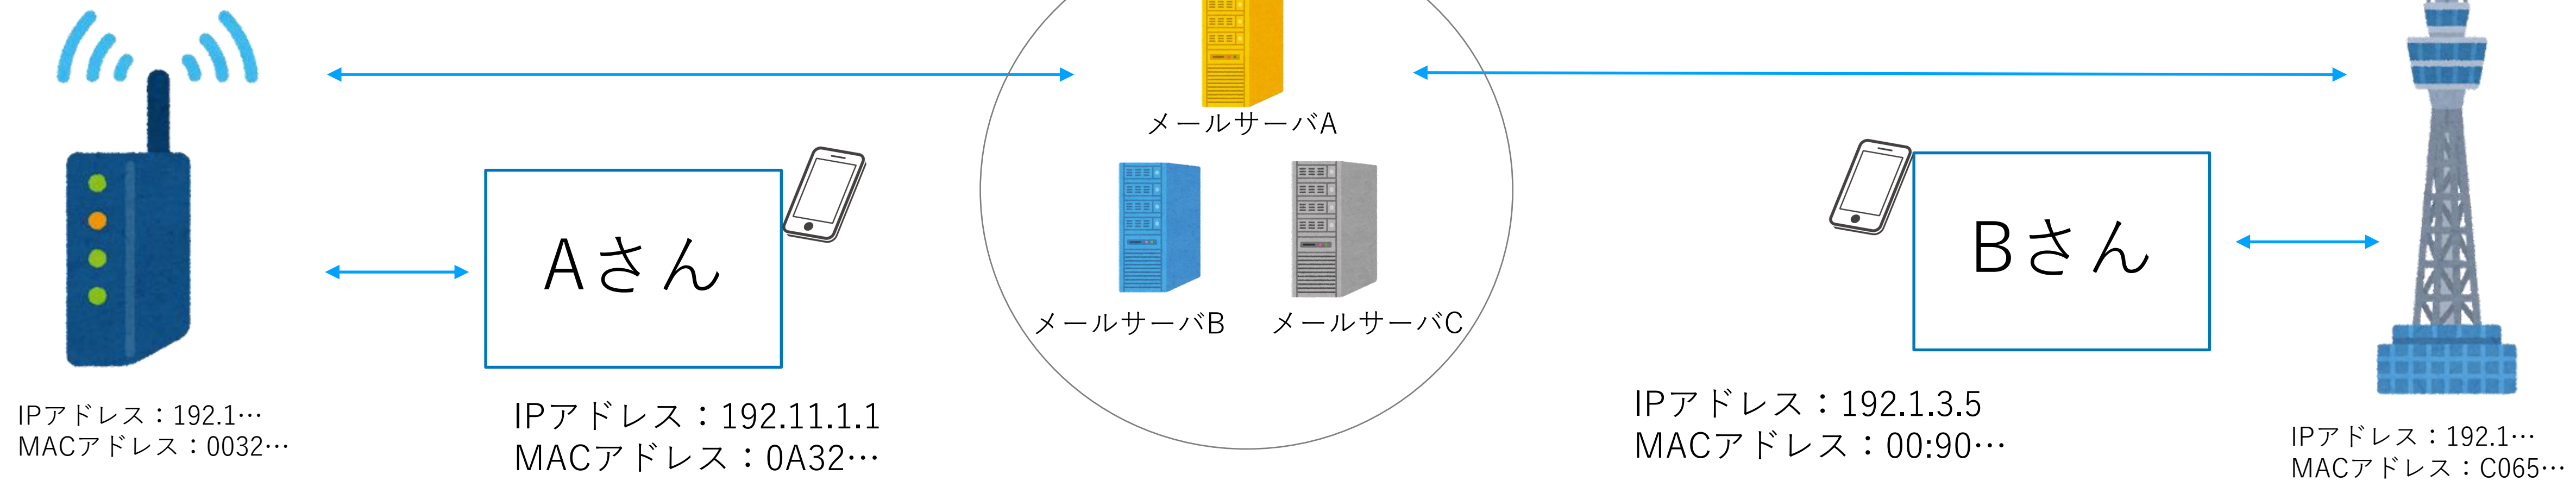 メールサーバA
Aさん
Bさん
メールサーバB
メールサーバC
IPアドレス：192.1…
MACアドレス：0032…
IPアドレス：192.11.1.1
MACアドレス：0A32…
IPアドレス：192.1.3.5
MACアドレス：00:90…
IPアドレス：192.1…
MACアドレス：C065…